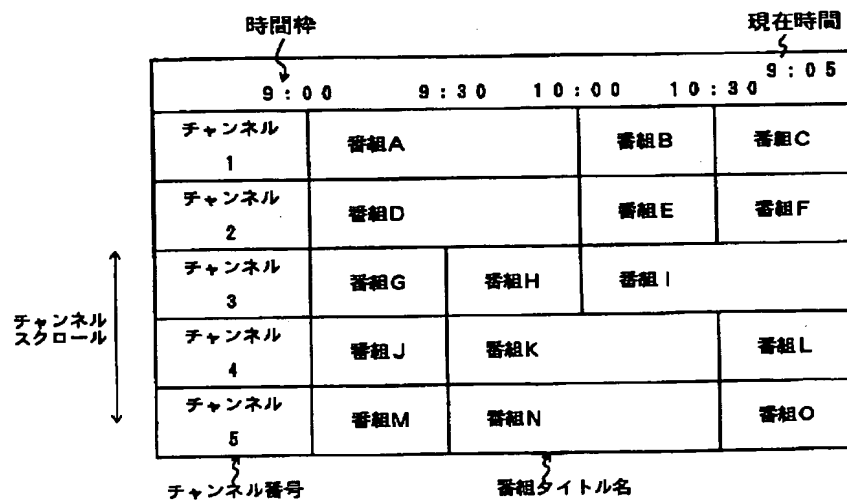 時間枠
現在時間
9:05
9:00 9:30 10:00 10:30
チャンネル
1
番組A
番組B
番組C
チャンネル
2
番組D
番組E
番組F
チャンネル
3
番組G
番組H
番組I
チャンネル
スクロール
チャンネル
4
番組J
番組K
番組L
チャンネル
5
番組M
番組N
番組O
チャンネル番号
番組タイトル名